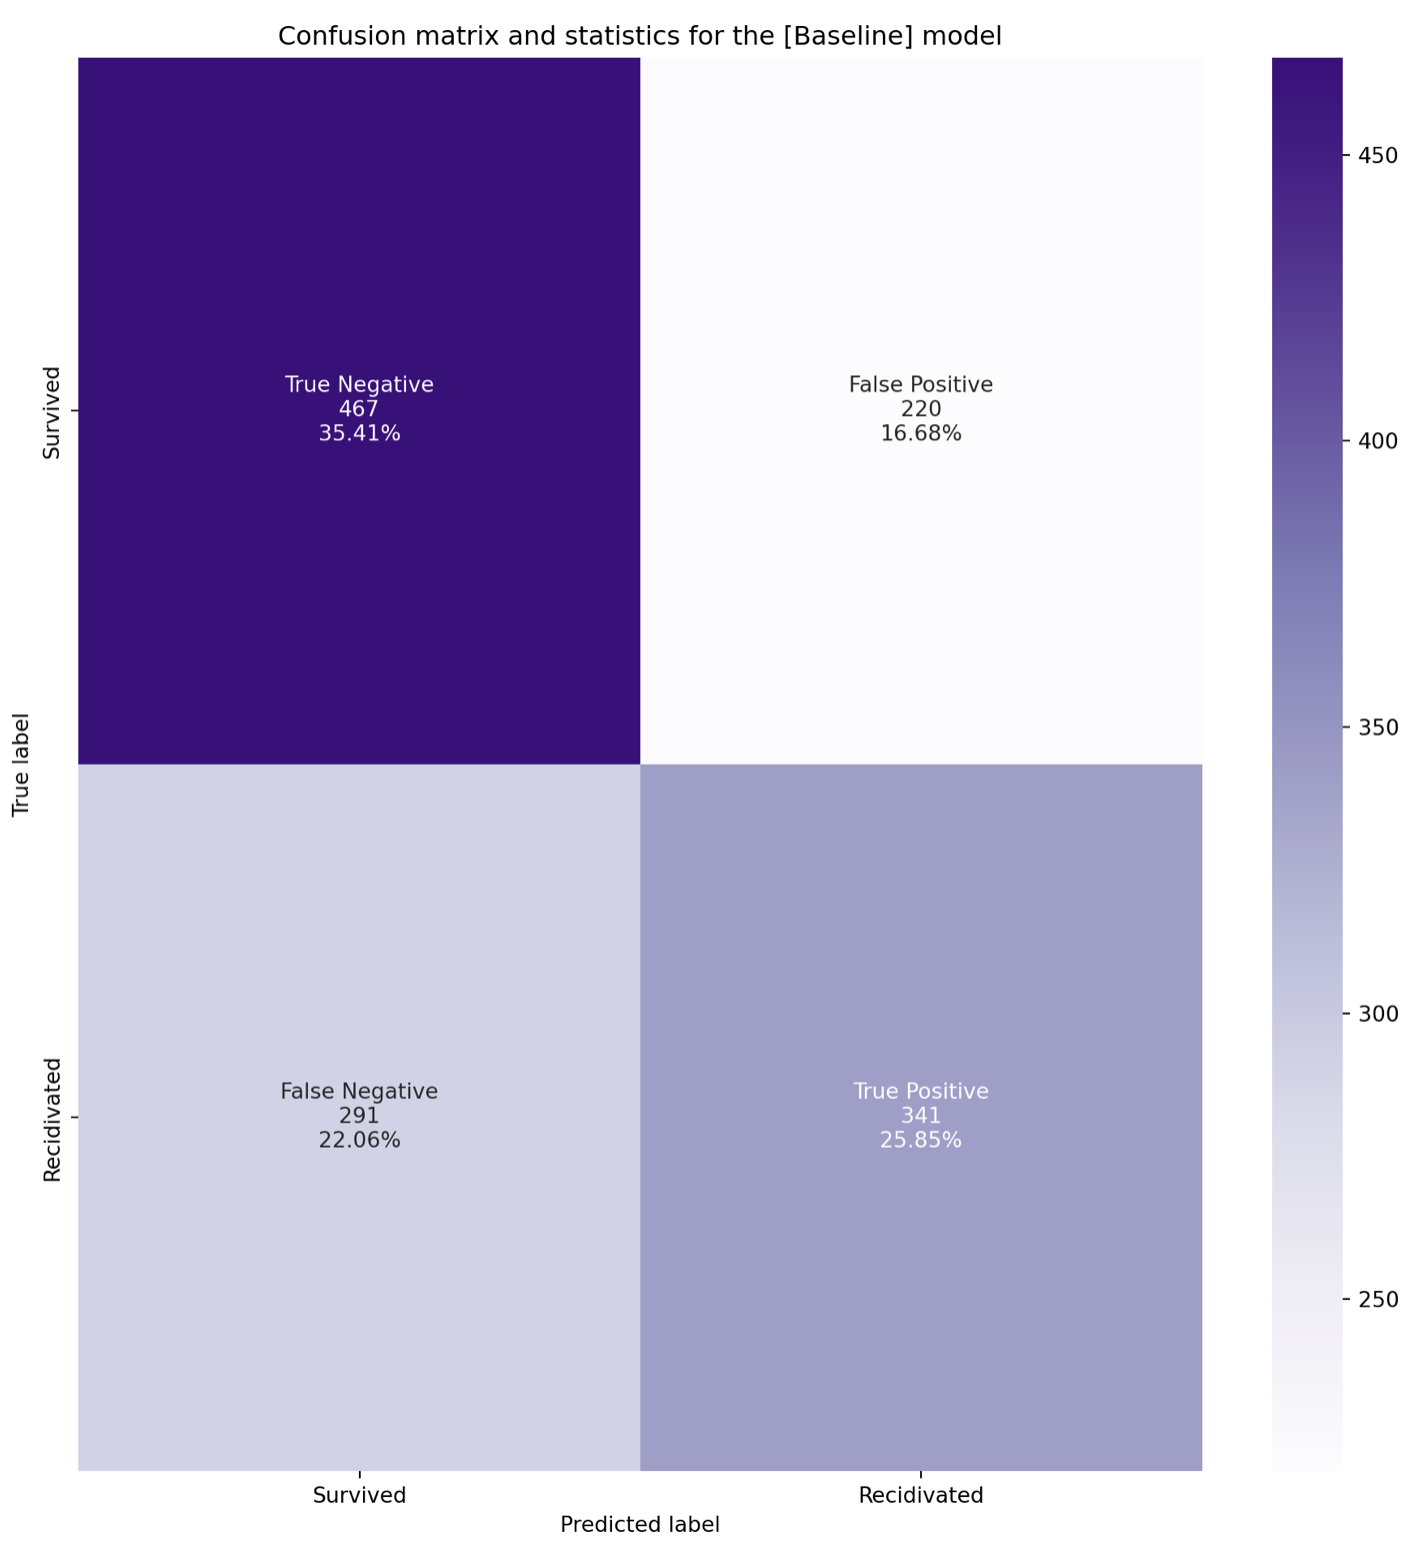 Confusion matrix and statistics for the [Baseline] model
True Negative
467
35.41%
False Positive
220
16.68%
False Negative
291
22.06%
True Positive
341
25.85%
Survived
Recidivated
True label
Survived
Recidivated
Predicted label
450
400
350
300
250